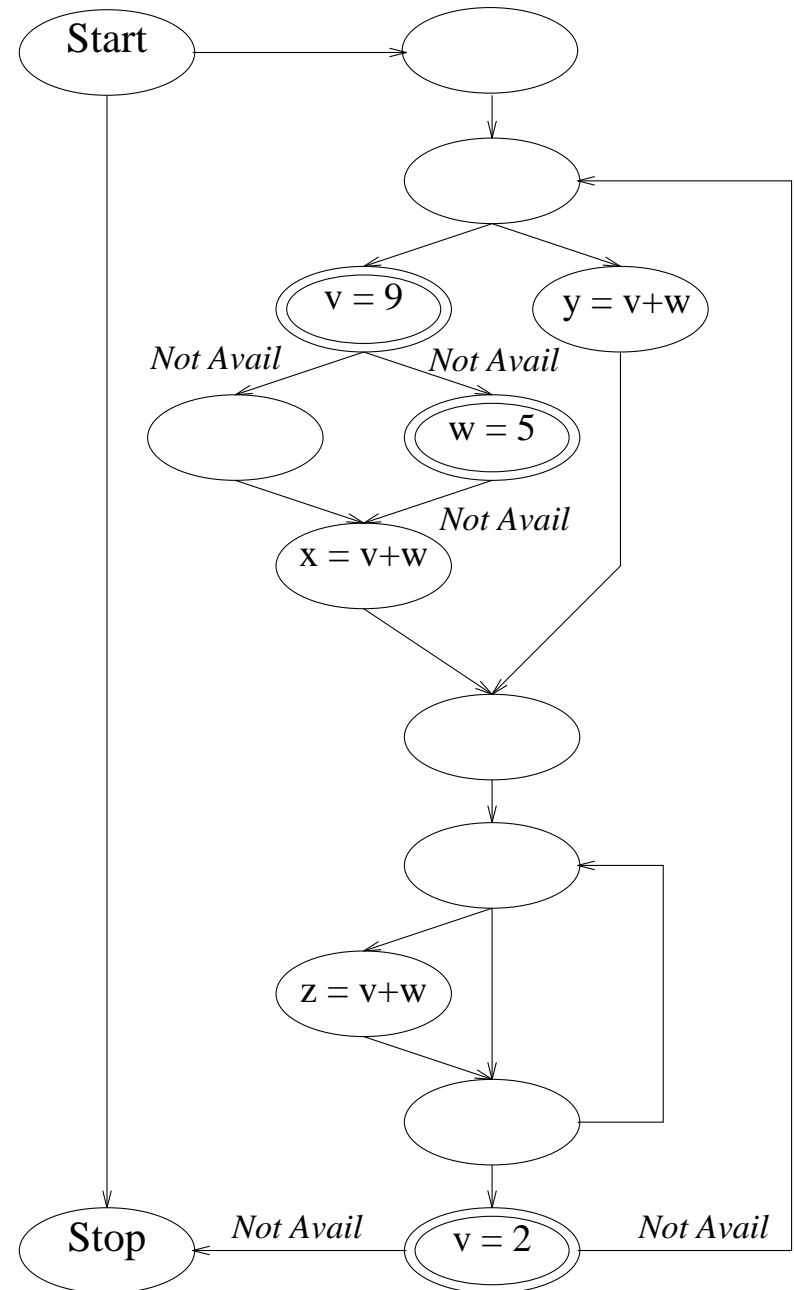 Start
v = 9
y = v+w
Not Avail
Not Avail
w = 5
Not Avail
x = v+w
z = v+w
Stop
Not Avail
v = 2
Not Avail